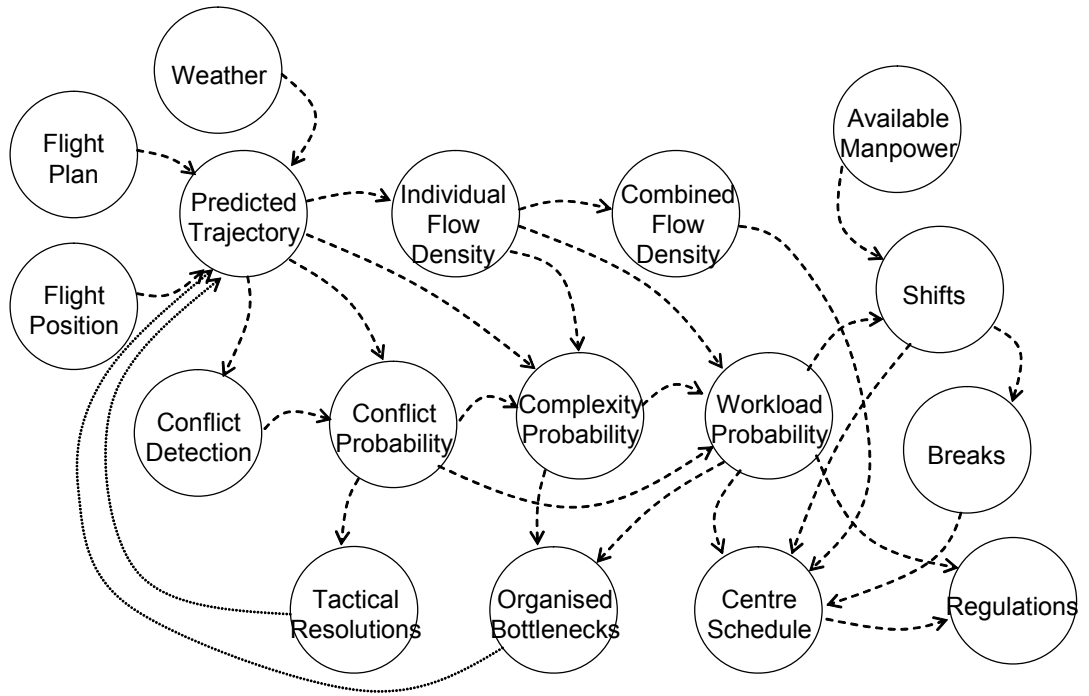 Weather
Flight
Plan
Available
Manpower
Predicted
Trajectory
Individual
Flow
Density
Combined
Flow
Density
Flight
Position
Shifts
Conflict
Detection
Conflict
Probability
Complexity
Probability
Workload
Probability
Breaks
Tactical
Resolutions
Organised
Bottlenecks
Centre
Schedule
Regulations